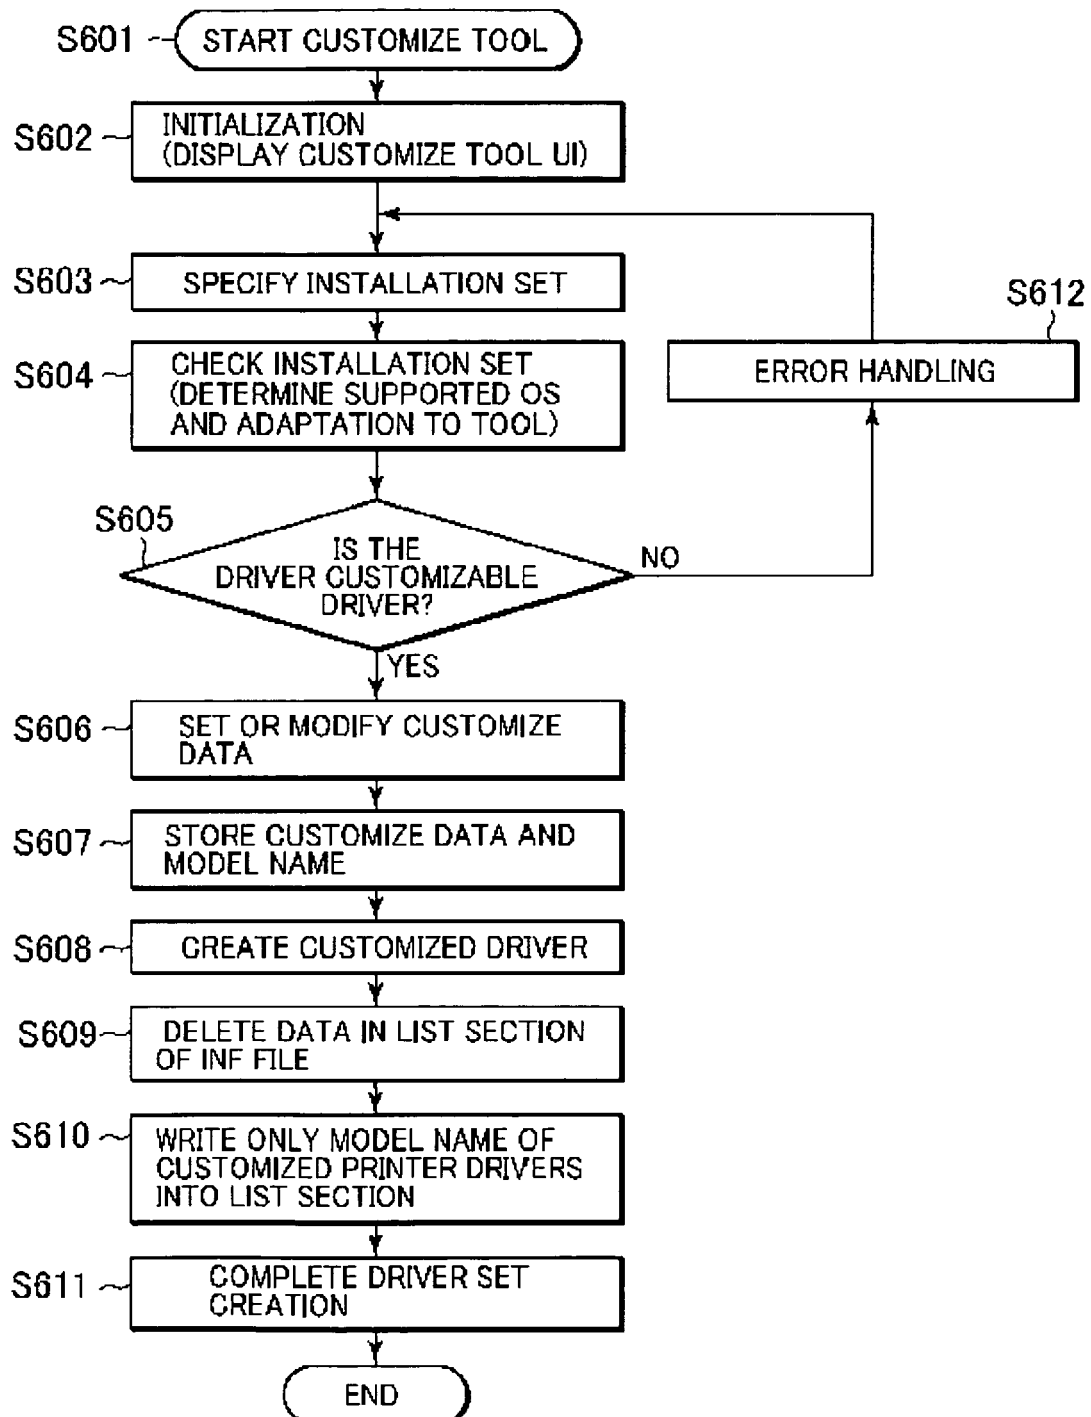 S601
START CUSTOMIZE TOOL
S602
INITIALIZATION
(DISPLAY CUSTOMIZE TOOL UI)
S603
SPECIFY INSTALLATION SET
S612
ERROR HANDLING
S604
CHECK INSTALLATION SET
(DETERMINE SUPPORTED OS
AND ADAPTATION TO TOOL)
S605
IS THE
DRIVER CUSTOMIZABLE
DRIVER?
NO
YES
S606
SET OR MODIFY CUSTOMIZE
DATA
S607
STORE CUSTOMIZE DATA AND
MODEL NAME
S608
CREATE CUSTOMIZED DRIVER
S609
DELETE DATA IN LIST SECTION
OF INF FILE
S610
WRITE ONLY MODEL NAME OF
CUSTOMIZED PRINTER DRIVERS
INTO LIST SECTION
S611
COMPLETE DRIVER SET
CREATION
END